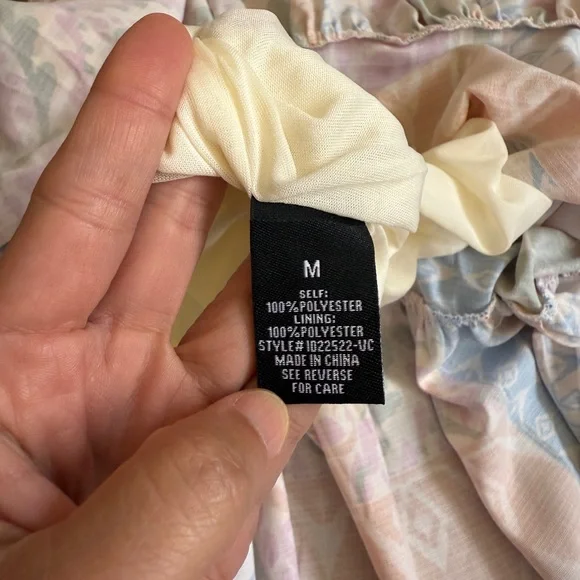 M
SELF:
100%POLYESTER
LINING:
100%POLYESTER
STYLE#1022522-VC
MADE IN CHINA
SEE REVERSE
FOR CARE